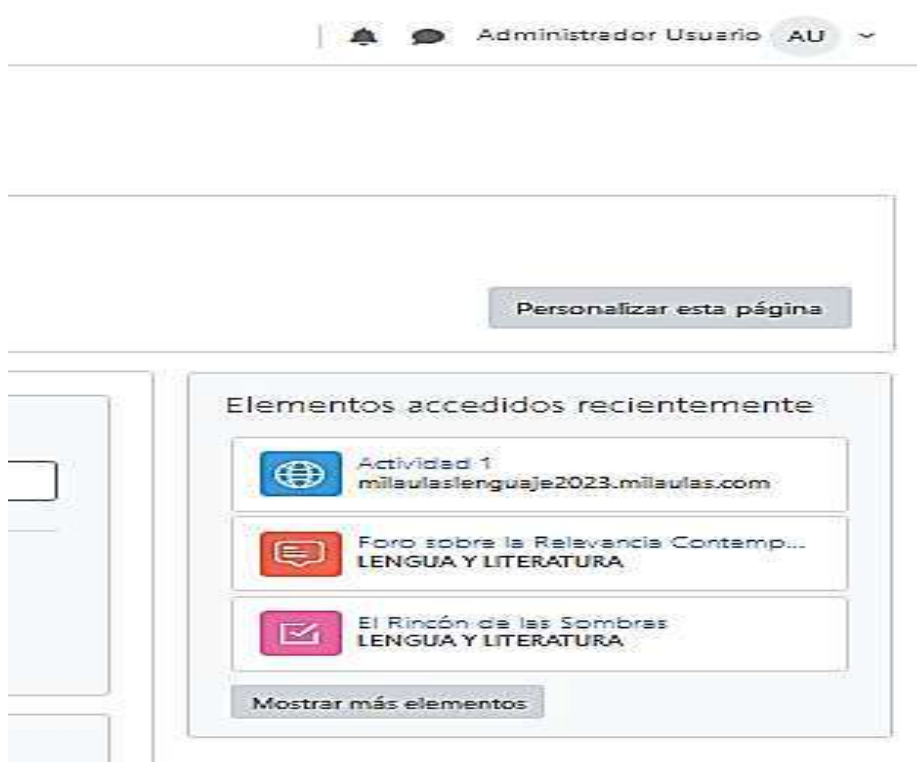 Administrador Usuario AU
Personalizar esta página
Elementos accedidos recientemente
Actividad 1
milaulaslenguaje2023.milaulas.com
Foro sobre la Relevancia Contemp...
LENGUA Y LITERATURA
El Rincón de las Sombras
LENGUA Y LITERATURA
Mostrar más elementos